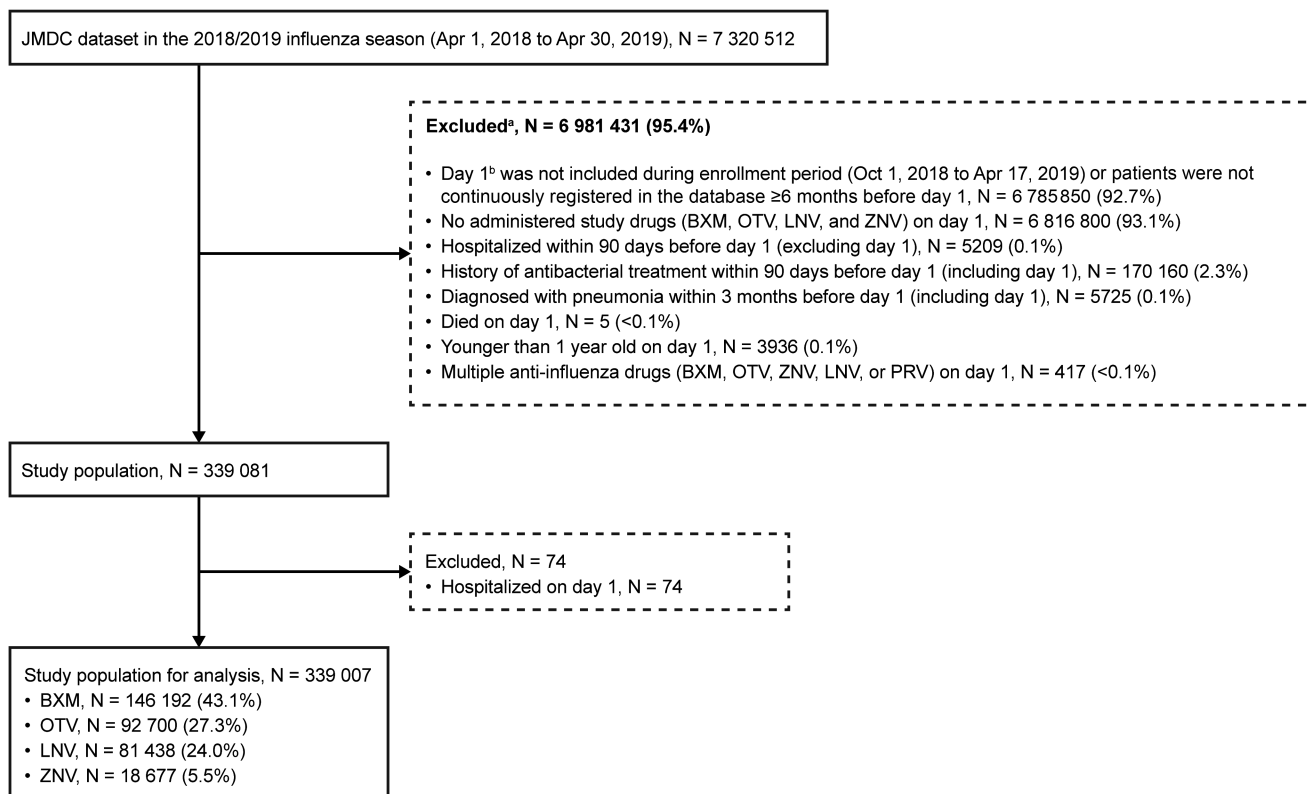 JMDC dataset in the 2018/2019 influenza season (Apr 1, 2018 to Apr 30, 2019), N = 7 320 512
Excludedᵃ, N = 6 981 431 (95.4%)
• Day 1ᵇ was not included during enrollment period (Oct 1, 2018 to Apr 17, 2019) or patients were not
continuously registered in the database ≥6 months before day 1, N = 6 785850 (92.7%)
• No administered study drugs (BXM, OTV, LNV, and ZNV) on day 1, N = 6 816 800 (93.1%)
• Hospitalized within 90 days before day 1 (excluding day 1), N = 5209 (0.1%)
• History of antibacterial treatment within 90 days before day 1 (including day 1), N = 170 160 (2.3%)
• Diagnosed with pneumonia within 3 months before day 1 (including day 1), N = 5725 (0.1%)
• Died on day 1, N = 5 (<0.1%)
• Younger than 1 year old on day 1, N = 3936 (0.1%)
• Multiple anti-influenza drugs (BXM, OTV, ZNV, LNV, or PRV) on day 1, N = 417 (<0.1%)
Study population, N = 339 081
Excluded, N = 74
• Hospitalized on day 1, N = 74
Study population for analysis, N = 339 007
• BXM, N = 146 192 (43.1%)
• OTV, N = 92 700 (27.3%)
• LNV, N = 81 438 (24.0%)
• ZNV, N = 18 677 (5.5%)